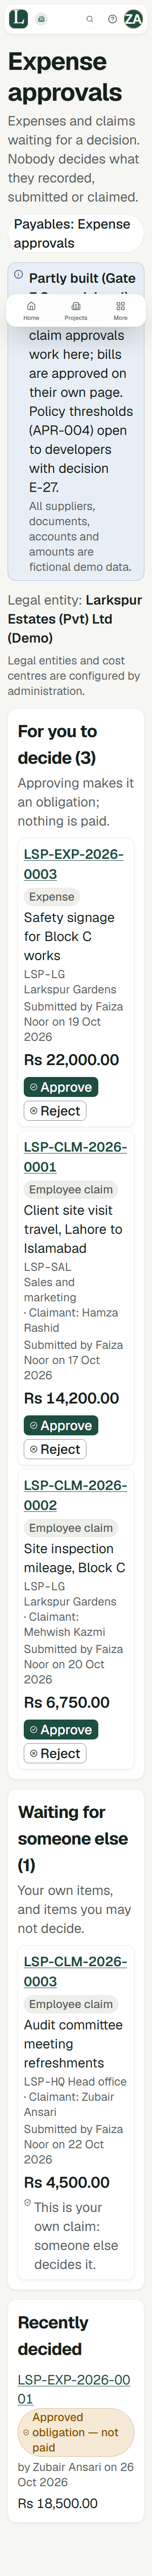 L
ZA
Expense
approvals
Expenses and claims
waiting for a decision.
Nobody decides what
they recorded,
submitted or claimed.
Payables: Expense
approvals
Partly built (Gate
Home
Projects
More
claim approvals
work here; bills
are approved on
their own page.
Policy thresholds
(APR-004) open
to developers
with decision
E-27.
All suppliers,
documents,
accounts and
amounts are
fictional demo data.
Legal entity: Larkspur
Estates (Pvt) Ltd
(Demo)
Legal entities and cost
centres are configured by
administration.
For you to
decide (3)
Approving makes it
an obligation;
nothing is paid.
LSP-EXP-2026-
0003
Expense
Safety signage
for Block C
works
LSP-LG
Larkspur Gardens
Submitted by Faiza
Noor on 19 Oct
2026
Rs 22,000.00
Approve
Reject
LSP-CLM-2026-
0001
Employee claim
Client site visit
travel, Lahore to
Islamabad
LSP-SAL
Sales and
marketing
· Claimant: Hamza
Rashid
Submitted by Faiza
Noor on 17 Oct
2026
Rs 14,200.00
Approve
Reject
LSP-CLM-2026-
0002
Employee claim
Site inspection
mileage, Block C
LSP-LG
Larkspur Gardens
· Claimant:
Mehwish Kazmi
Submitted by Faiza
Noor on 20 Oct
2026
Rs 6,750.00
Approve
Reject
Waiting for
someone else
(1)
Your own items,
and items you may
not decide.
LSP-CLM-2026-
0003
Employee claim
Audit committee
meeting
refreshments
LSP-HQ Head office
· Claimant: Zubair
Ansari
Submitted by Faiza
Noor on 22 Oct
2026
Rs 4,500.00
This is your
own claim:
someone else
decides it.
Recently
decided
LSP-EXP-2026-00
01
Approved
obligation — not
paid
by Zubair Ansari on 26
Oct 2026
Rs 18,500.00